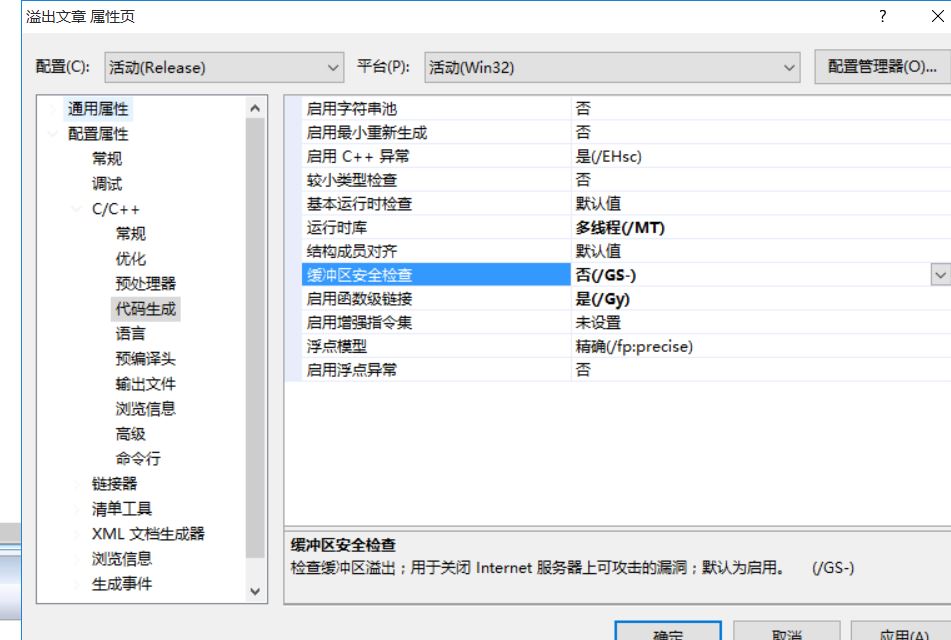 溢出文章 属性页 ?
配置(C): 活动(Release) 平台(P): 活动(Win32) 配置管理器(O)...
通用属性
配置属性
常规
调试
C/C++
常规
优化
预处理器
代码生成
语言
预编译头
输出文件
浏览信息
高级
命令行
链接器
清单工具
XML 文档生成器
浏览信息
生成事件
启用字符串池 否
启用最小重新生成 否
启用 C++ 异常 是(/EHsc)
较小类型检查 否
基本运行时检查 默认值
运行时库 多线程(/MT)
结构成员对齐 默认值
缓冲区安全检查 否(/GS-)
启用函数级链接 是(/Gy)
启用增强指令集 未设置
浮点模型 精确(/fp:precise)
启用浮点异常 否
缓冲区安全检查
检查缓冲区溢出；用于关闭 Internet 服务器上可攻击的漏洞；默认为启用。 (/GS-)
确定 取消 应用(A)